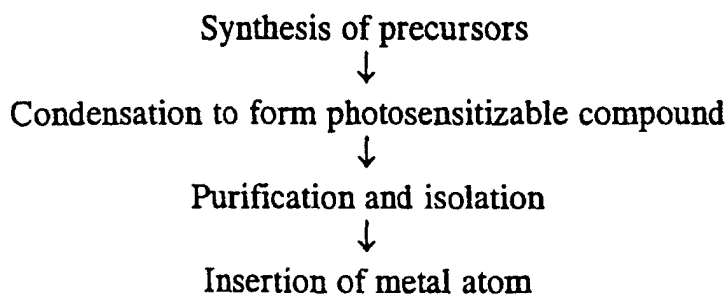 Synthesis of precursors
↓
Condensation to form photosensitizable compound
↓
Purification and isolation
↓
Insertion of metal atom